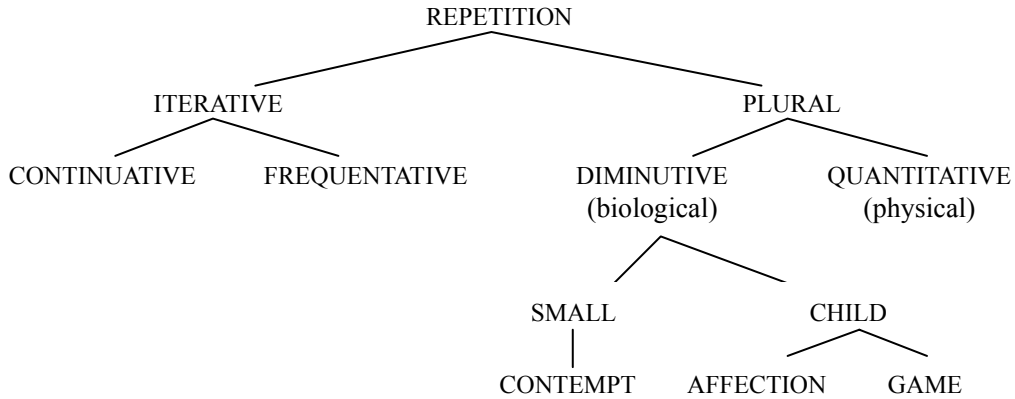 REPETITION
ITERATIVE PLURAL
CONTINUATIVE FREQUENTATIVE DIMINUTIVE QUANTITATIVE
(biological) (physical)
SMALL CHILD
CONTEMPT AFFECTION GAME